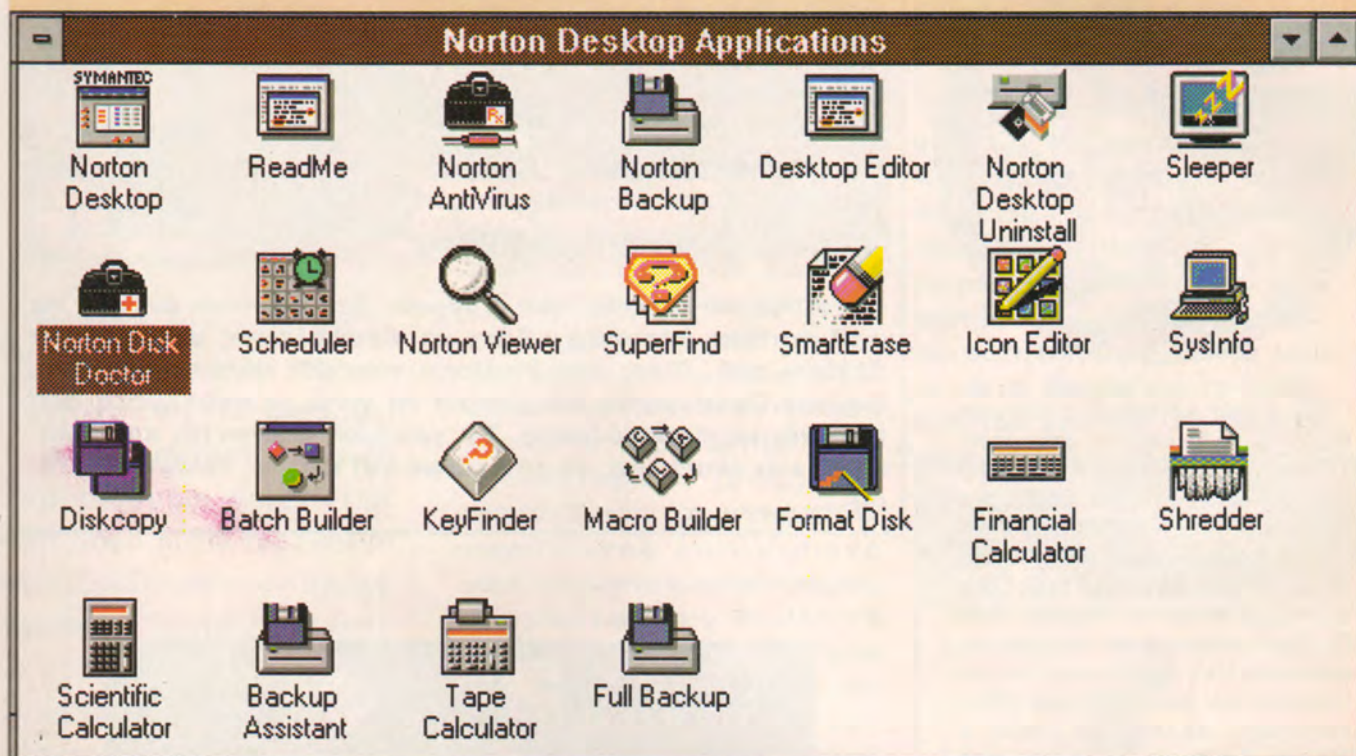 Norton Desktop Applications
SYMANTEC
Norton Desktop
ReadMe
Rx
Norton AntiVirus
Norton Backup
Desktop Editor
Norton Desktop Uninstall
Sleeper
Norton Disk Doctor
Scheduler
Norton Viewer
SuperFind
SmartErase
Icon Editor
SysInfo
Diskcopy
Batch Builder
KeyFinder
Macro Builder
Format Disk
Financial Calculator
Shredder
Scientific Calculator
Backup Assistant
Tape Calculator
Full Backup